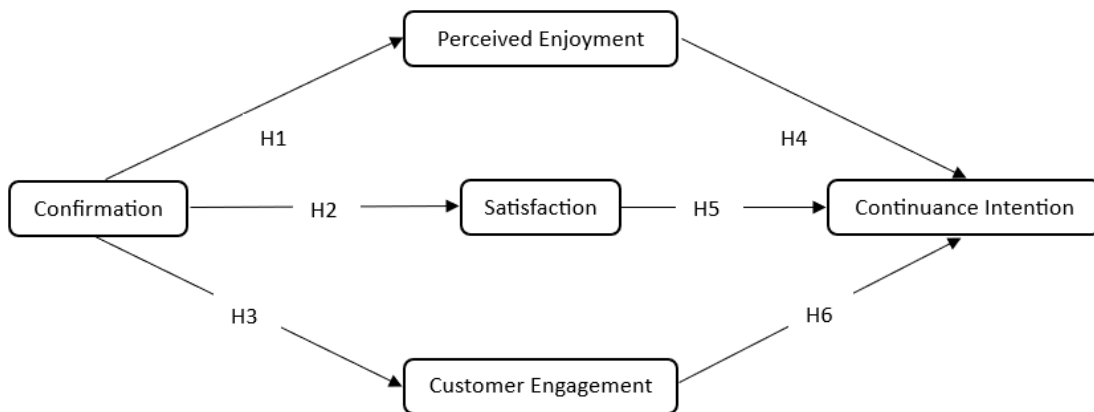 Perceived Enjoyment
H1
H4
Confirmation
H2
Satisfaction
H5
Continuance Intention
H3
H6
Customer Engagement